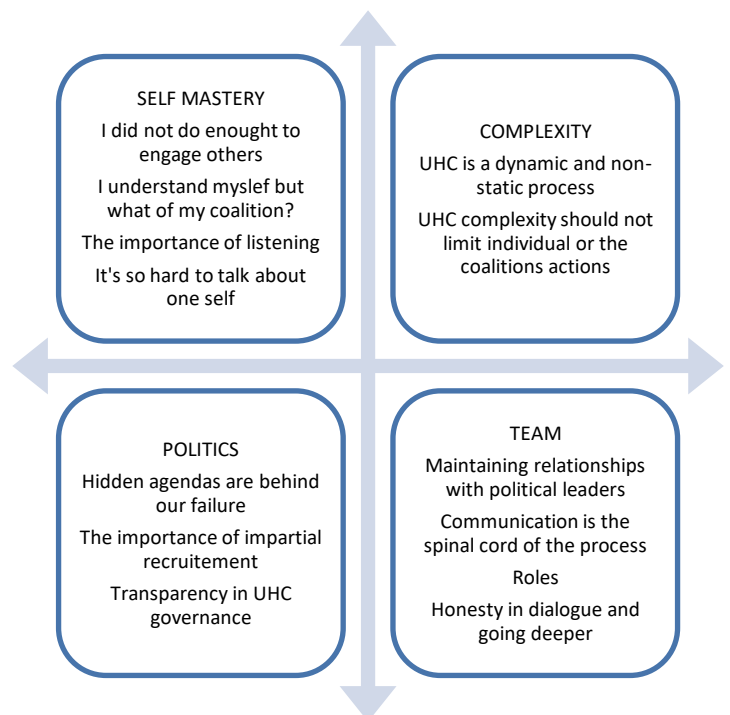 SELF MASTERY
I did not do enought to
engage others
I understand myslef but
what of my coalition?
The importance of listening
It's so hard to talk about
one self
COMPLEXITY
UHC is a dynamic and non-
static process
UHC complexity should not
limit individual or the
coalitions actions
POLITICS
Hidden agendas are behind
our failure
The importance of impartial
recruitement
Transparency in UHC
governance
TEAM
Maintaining relationships
with political leaders
Communication is the
spinal cord of the process
Roles
Honesty in dialogue and
going deeper